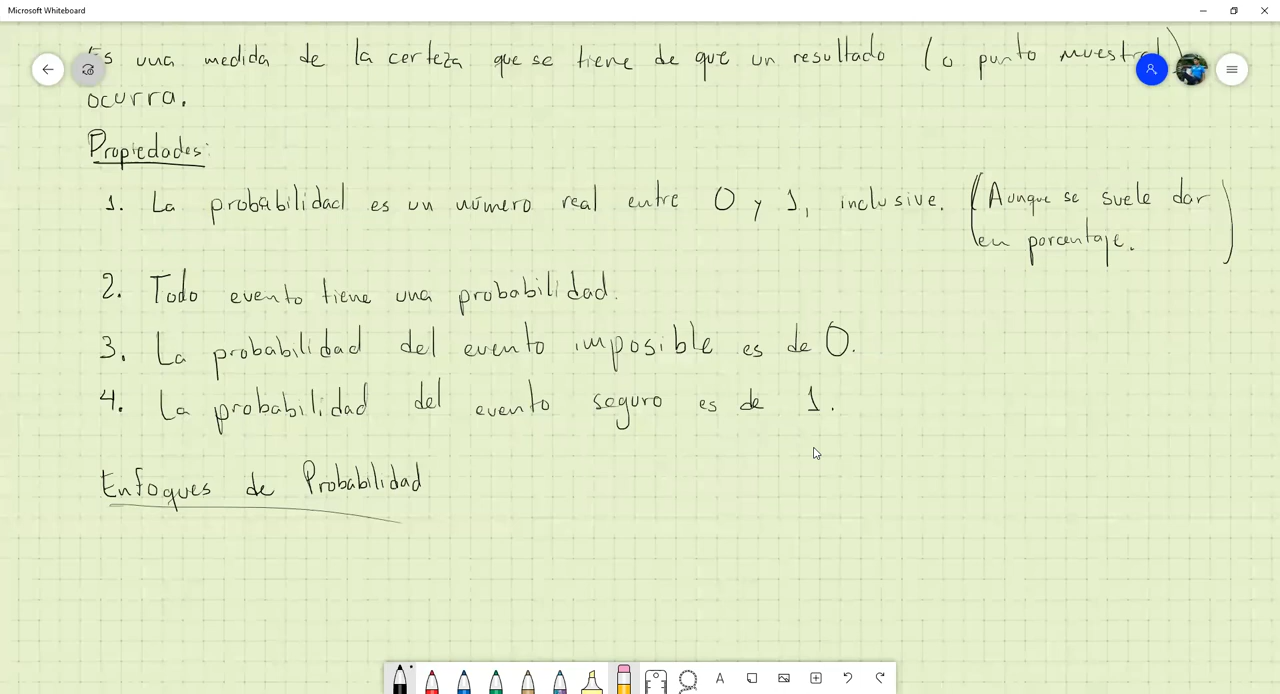 Microsoft Whiteboard
Es una medida de la certeza que se tiene de que un resultado (o punto muestral)
ocurra.
Propiedades:
1. La probabilidad es un número real entre 0 y 1, inclusive. (Aunque se suele dar
en porcentaje.)
2. Todo evento tiene una probabilidad.
3. La probabilidad del evento imposible es de 0.
4. La probabilidad del evento seguro es de 1.
Enfoques de Probabilidad
A